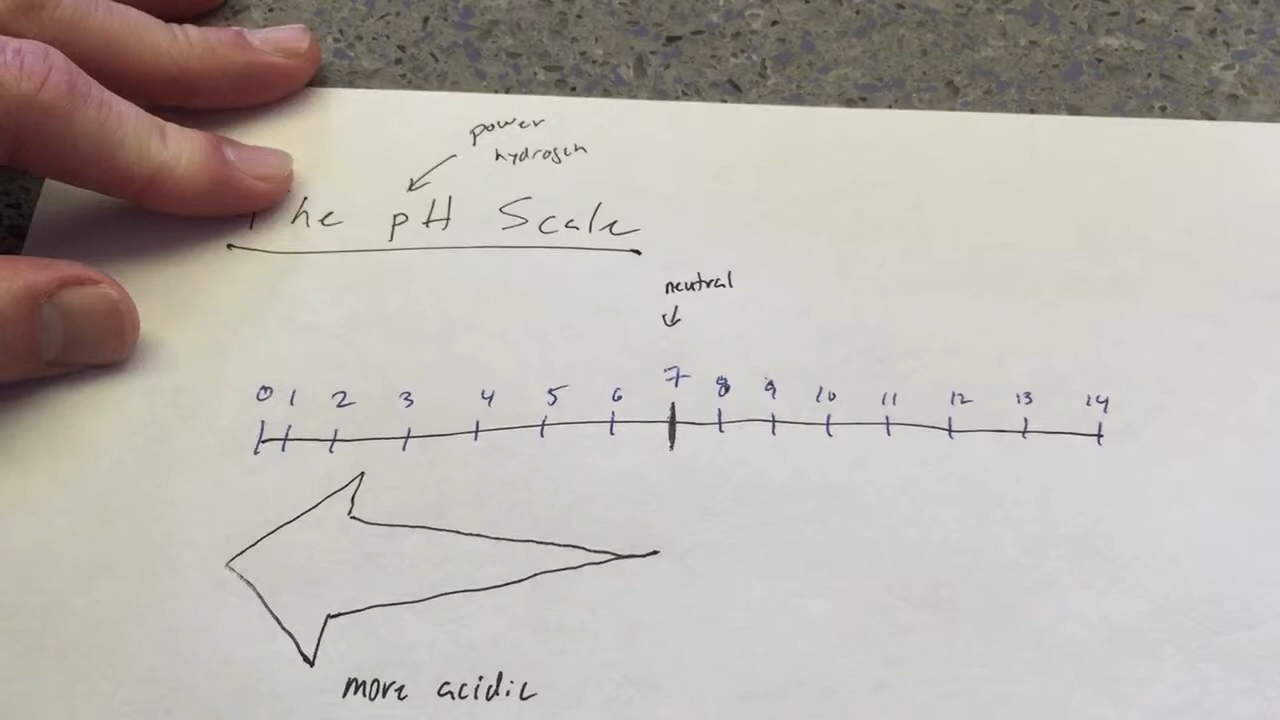 power
hydrogen
The pH Scale
neutral
0 1 2 3 4 5 6 7 8 9 10 11 12 13 14
more acidic